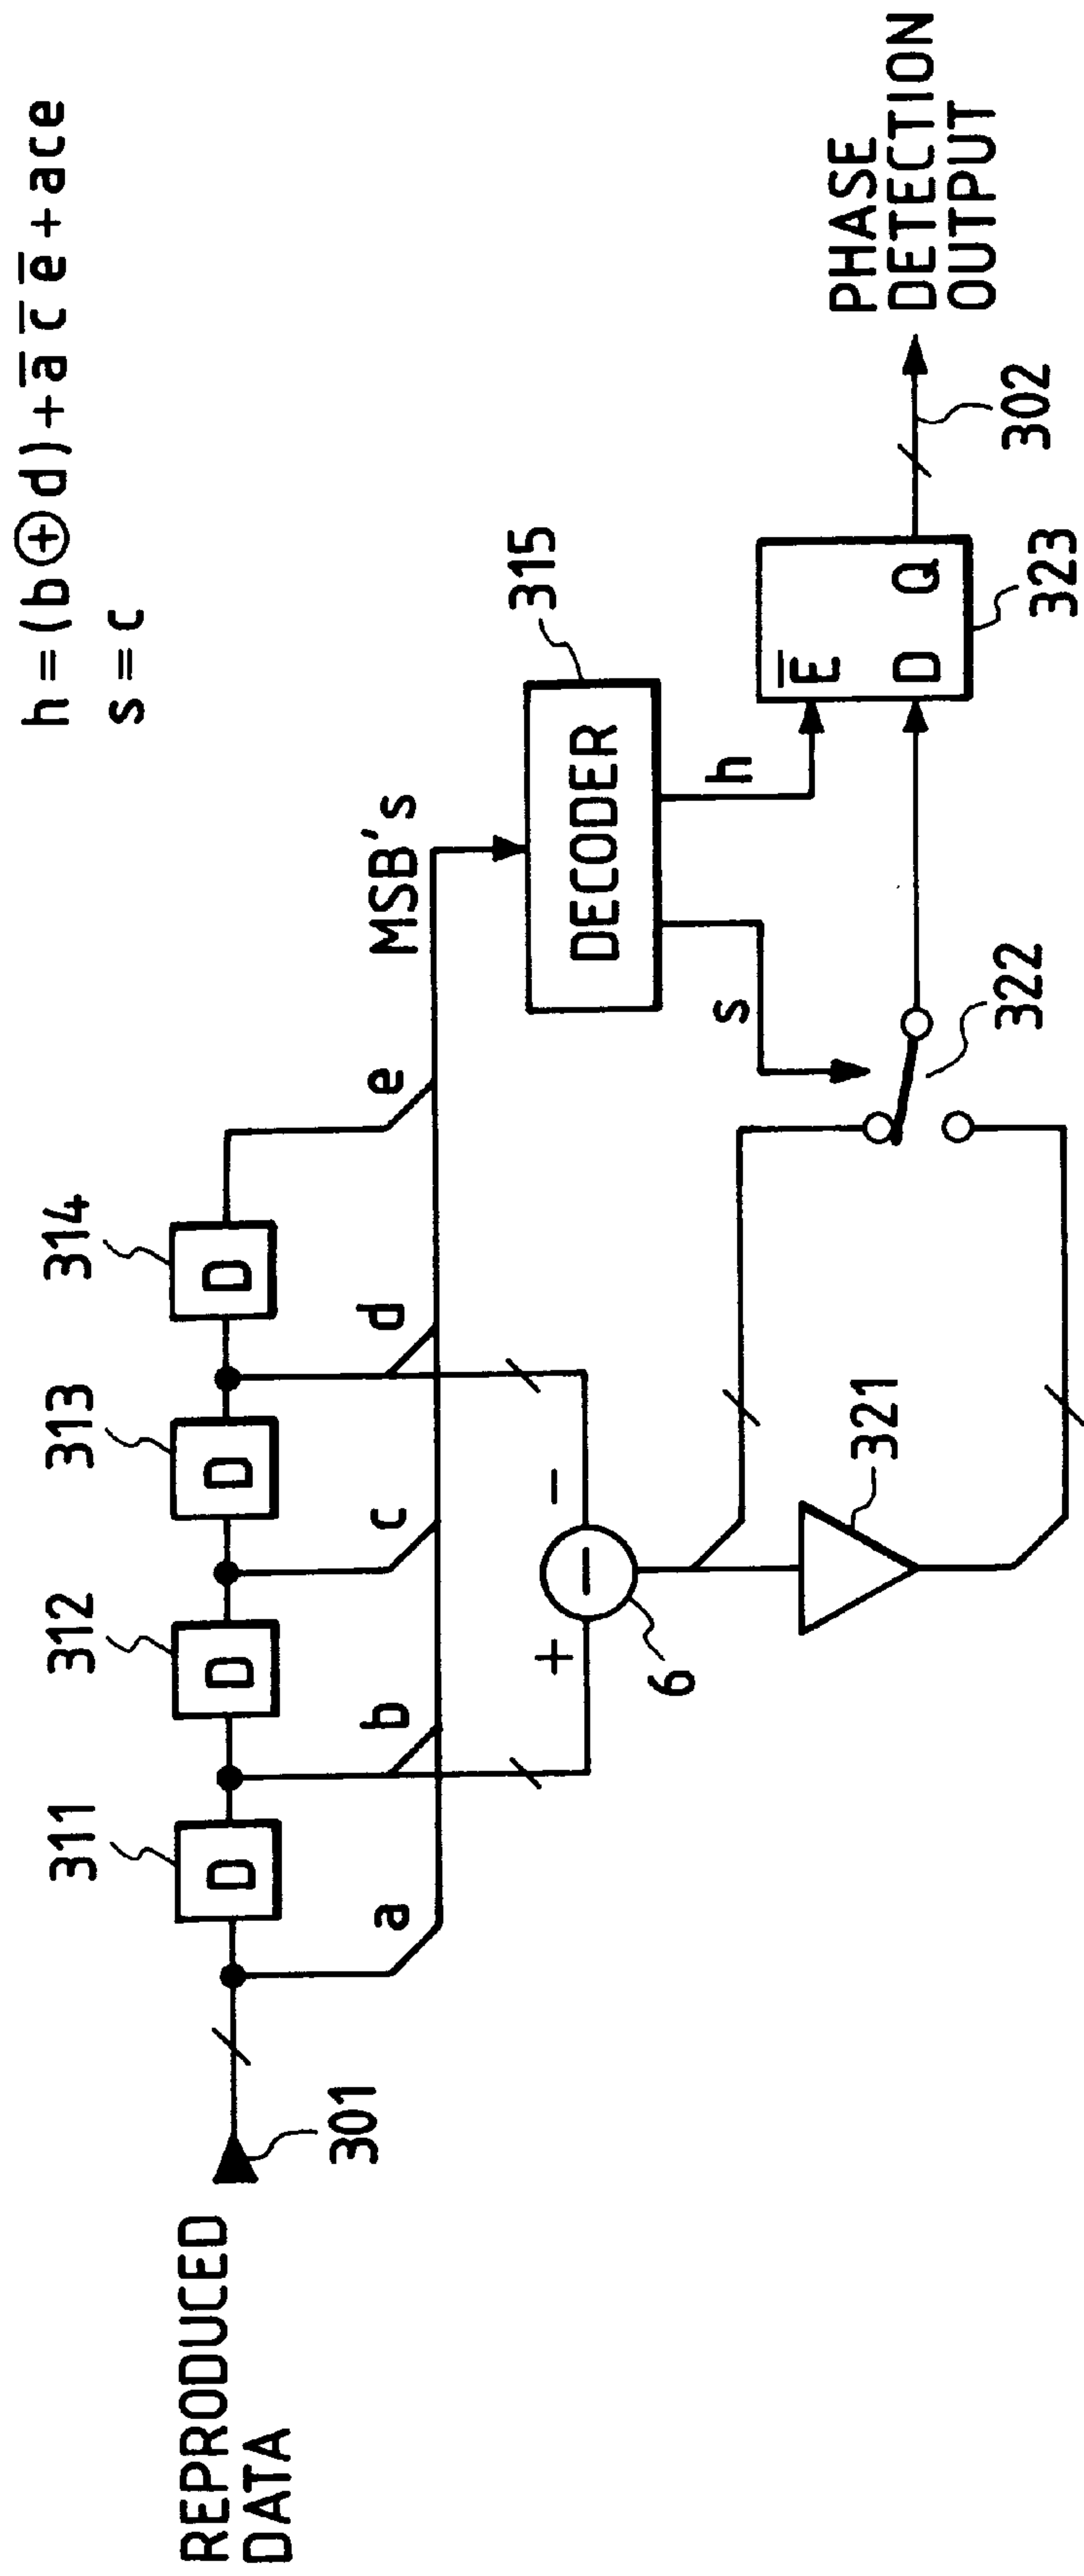 h = (b ⊕ d) + a̅ c̅ e̅ + ace
s = c
REPRODUCED
DATA
301
311
312
313
314
D
D
D
D
a
b
c
d
e
MSB's
+
−
−
6
315
DECODER
s
h
321
322
E̅
D Q
323
302
PHASE
DETECTION
OUTPUT